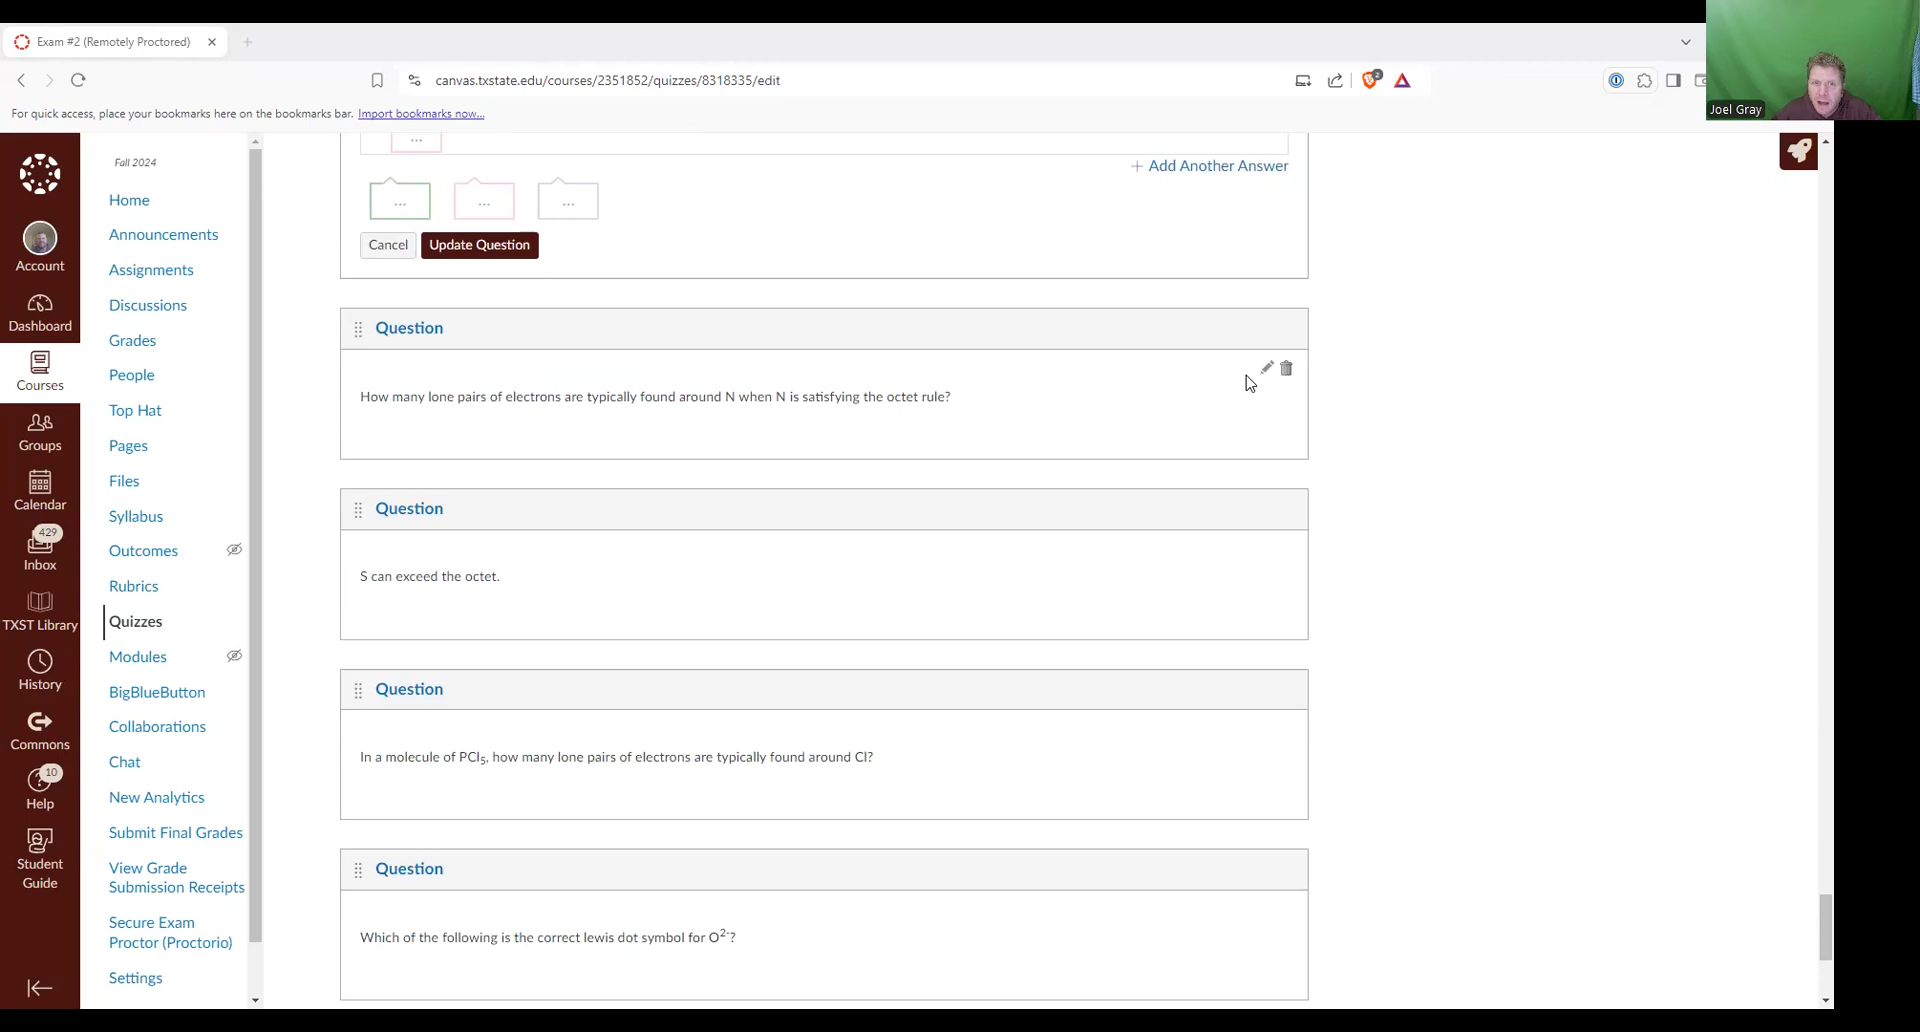 Exam #2 (Remotely Proctored)
canvas.txstate.edu/courses/2351852/quizzes/8318335/edit
2
For quick access, place your bookmarks here on the bookmarks bar. Import bookmarks now...
Joel Gray
Account
Dashboard
Courses
Groups
Calendar
429
Inbox
TXST Library
History
Commons
10
Help
Student
Guide
Fall 2024
Home
Announcements
Assignments
Discussions
Grades
People
Top Hat
Pages
Files
Syllabus
Outcomes
Rubrics
Quizzes
Modules
BigBlueButton
Collaborations
Chat
New Analytics
Submit Final Grades
View Grade
Submission Receipts
Secure Exam
Proctor (Proctorio)
Settings
...
+ Add Another Answer
... ... ...
Cancel Update Question
Question
How many lone pairs of electrons are typically found around N when N is satisfying the octet rule?
Question
S can exceed the octet.
Question
In a molecule of PCl₅, how many lone pairs of electrons are typically found around Cl?
Question
Which of the following is the correct lewis dot symbol for O²⁻?